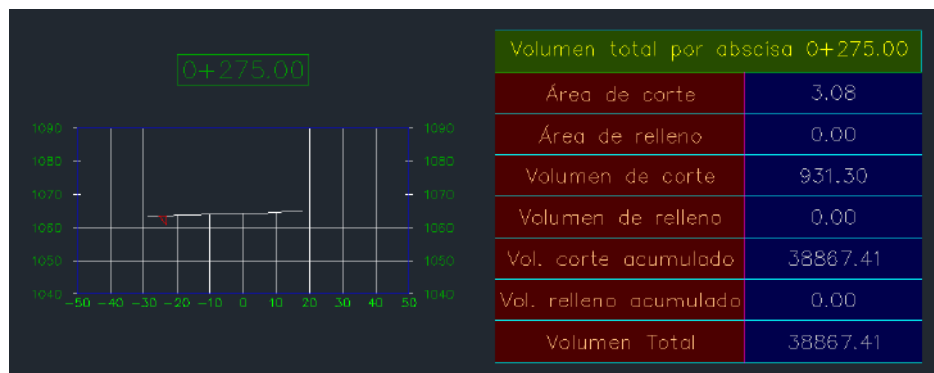 0+275.00
1090 1090
1080 1080
1070 1070
1060 1060
1050 1050
1040 1040
-50 -40 -30 -20 -10 0 10 20 30 40 50
Volumen total por abscisa 0+275.00
Área de corte 3.08
Área de relleno 0.00
Volumen de corte 931.30
Volumen de relleno 0.00
Vol. corte acumulado 38867.41
Vol. relleno acumulado 0.00
Volumen Total 38867.41